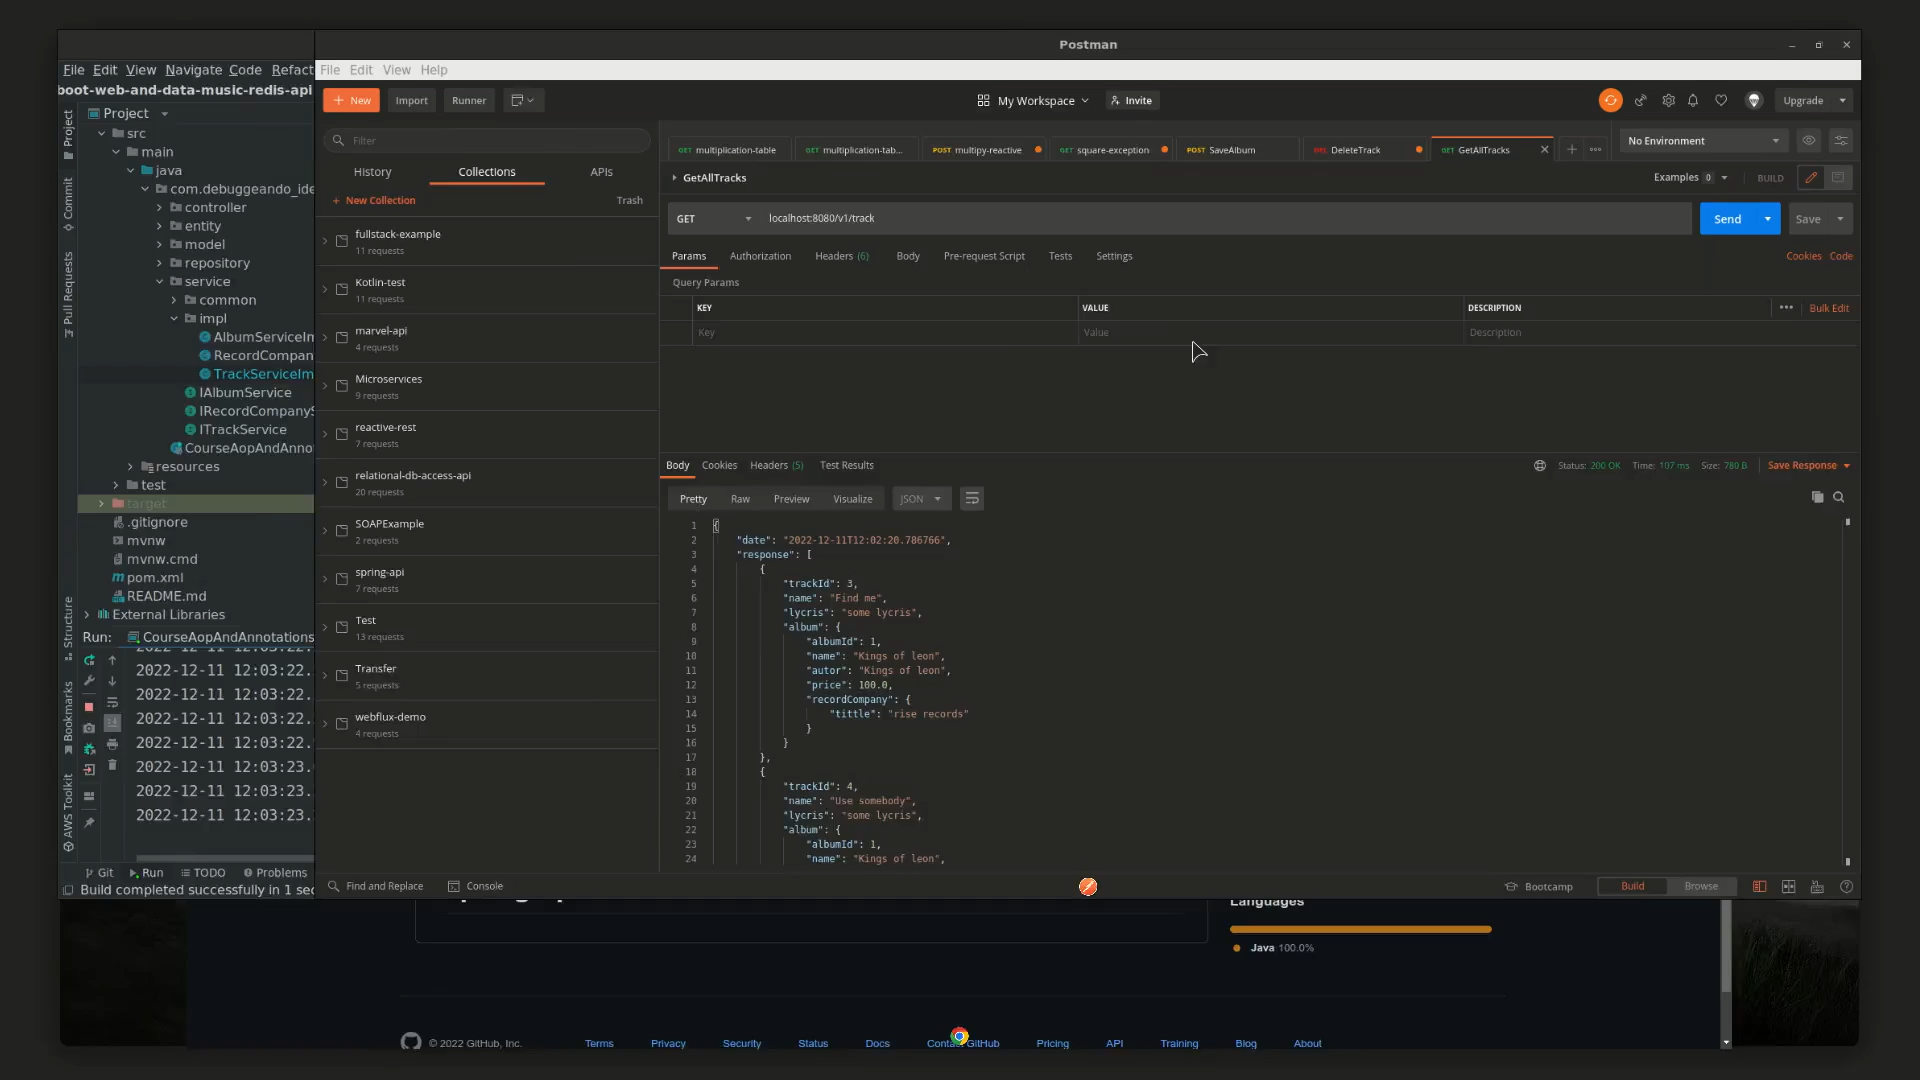 Postman
File Edit View Navigate Code Refact
boot-web-and-data-music-redis-api
Project
src
main
java
com.debuggeando_ide
controller
entity
model
repository
service
common
impl
AlbumServiceIm
RecordCompan
TrackServiceIm
IAlbumService
IRecordCompanyS
ITrackService
CourseAopAndAnno
resources
test
target
.gitignore
mvnw
mvnw.cmd
pom.xml
README.md
External Libraries
Project
Commit
Pull Requests
Structure
Bookmarks
AWS Toolkit
Run: CourseAopAndAnnotations
2022-12-11 12:03:22.
2022-12-11 12:03:22.
2022-12-11 12:03:22.
2022-12-11 12:03:22.
2022-12-11 12:03:23.
2022-12-11 12:03:23.
2022-12-11 12:03:23.
Git Run TODO Problems
Build completed successfully in 1 sec
File Edit View Help
New Import Runner
My Workspace Invite
Upgrade
Filter
History Collections APIs
+ New Collection Trash
fullstack-example
11 requests
Kotlin-test
11 requests
marvel-api
4 requests
Microservices
9 requests
reactive-rest
7 requests
relational-db-access-api
20 requests
SOAPExample
2 requests
spring-api
7 requests
Test
13 requests
Transfer
5 requests
webflux-demo
4 requests
GET multiplication-table GET multiplication-tab... POST multipy-reactive GET square-exception POST SaveAlbum DEL DeleteTrack GET GetAllTracks
No Environment
GetAllTracks
Examples 0 BUILD
GET localhost:8080/v1/track Send Save
Params Authorization Headers (6) Body Pre-request Script Tests Settings Cookies Code
Query Params
KEY VALUE DESCRIPTION Bulk Edit
Key Value Description
Body Cookies Headers (5) Test Results Status: 200 OK Time: 107 ms Size: 780 B Save Response
Pretty Raw Preview Visualize JSON
1 {
2 "date": "2022-12-11T12:02:20.786766",
3 "response": [
4 {
5 "trackId": 3,
6 "name": "Find me",
7 "lycris": "some lycris",
8 "album": {
9 "albumId": 1,
10 "name": "Kings of leon",
11 "autor": "Kings of leon",
12 "price": 100.0,
13 "recordCompany": {
14 "tittle": "rise records"
15 }
16 }
17 },
18 {
19 "trackId": 4,
20 "name": "Use somebody",
21 "lycris": "some lycris",
22 "album": {
23 "albumId": 1,
24 "name": "Kings of leon",
Find and Replace Console Bootcamp Build Browse
Languages
Java 100.0%
© 2022 GitHub, Inc. Terms Privacy Security Status Docs Contact GitHub Pricing API Training Blog About